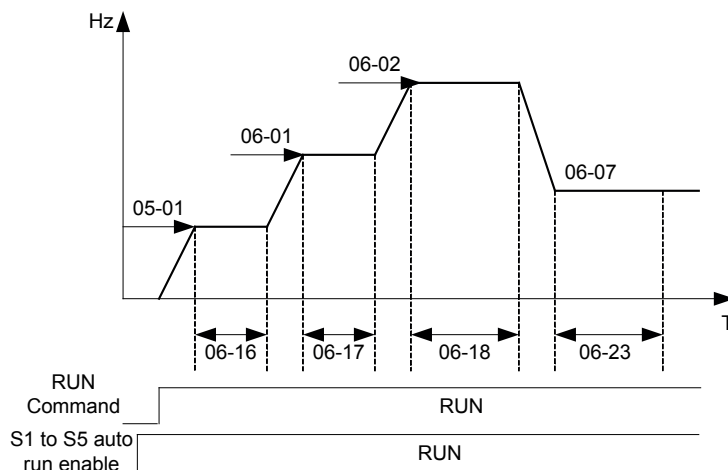 Hz
06-02
06-01
06-07
05-01
T
06-16
06-17
06-18
06-23
RUN
Command
RUN
S1 to S5 auto
run enable
RUN